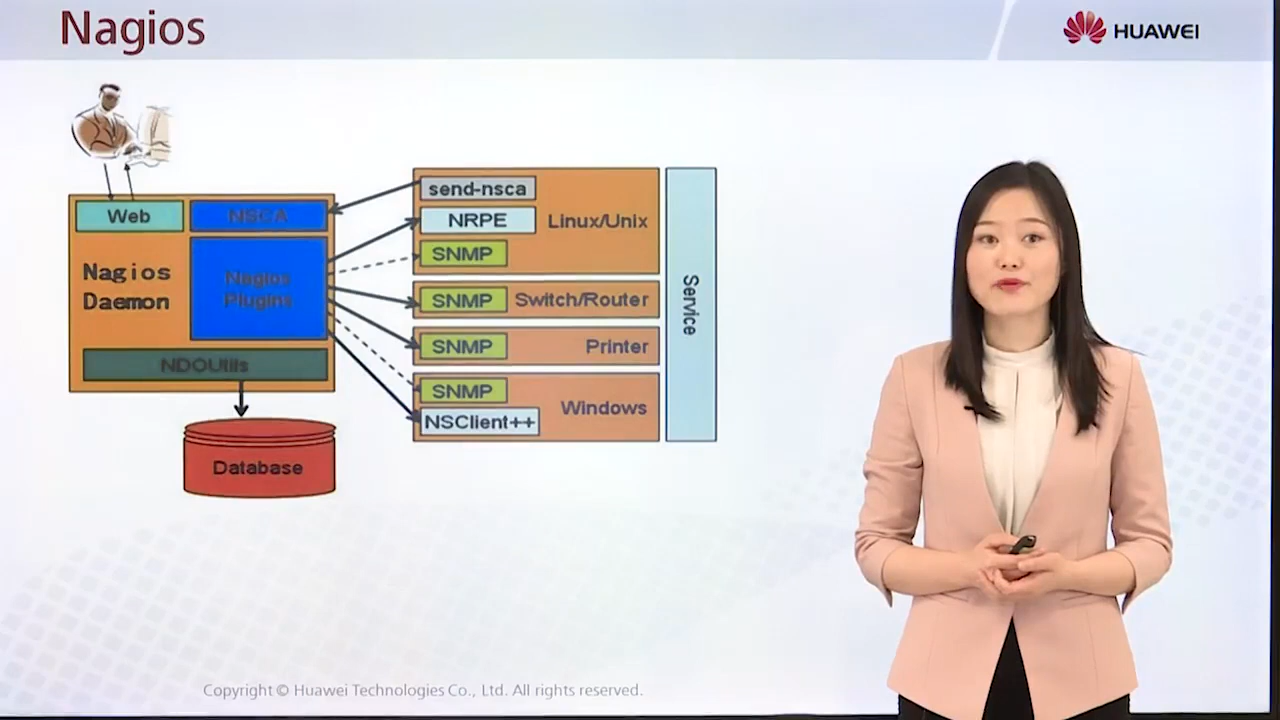 Nagios
HUAWEI
Web
NSCA
Nagios
Daemon
Nagios
Plugins
NDOUtils
Database
send-nsca
NRPE
SNMP
Linux/Unix
SNMP
Switch/Router
SNMP
Printer
SNMP
NSClient++
Windows
Service
Copyright © Huawei Technologies Co., Ltd. All rights reserved.